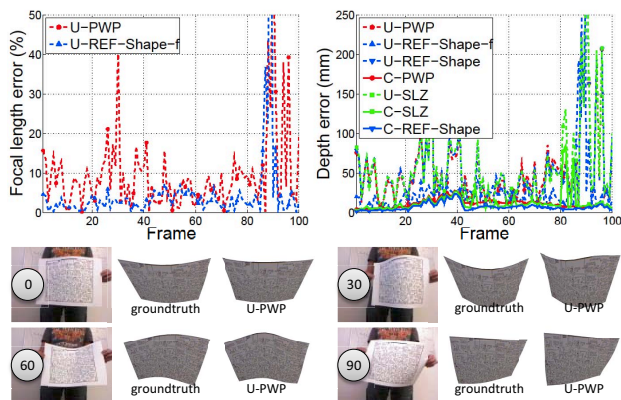 50
40
30
20
10
0
Focal length error (%)
U-PWP
U-REF-Shape-f
0 20 40 60 80 100
Frame
250
200
150
100
50
0
Depth error (mm)
U-PWP
U-REF-Shape-f
U-REF-Shape
C-PWP
U-SLZ
C-SLZ
C-REF-Shape
0 20 40 60 80 100
Frame
0
groundtruth
U-PWP
30
groundtruth
U-PWP
60
groundtruth
U-PWP
90
groundtruth
U-PWP